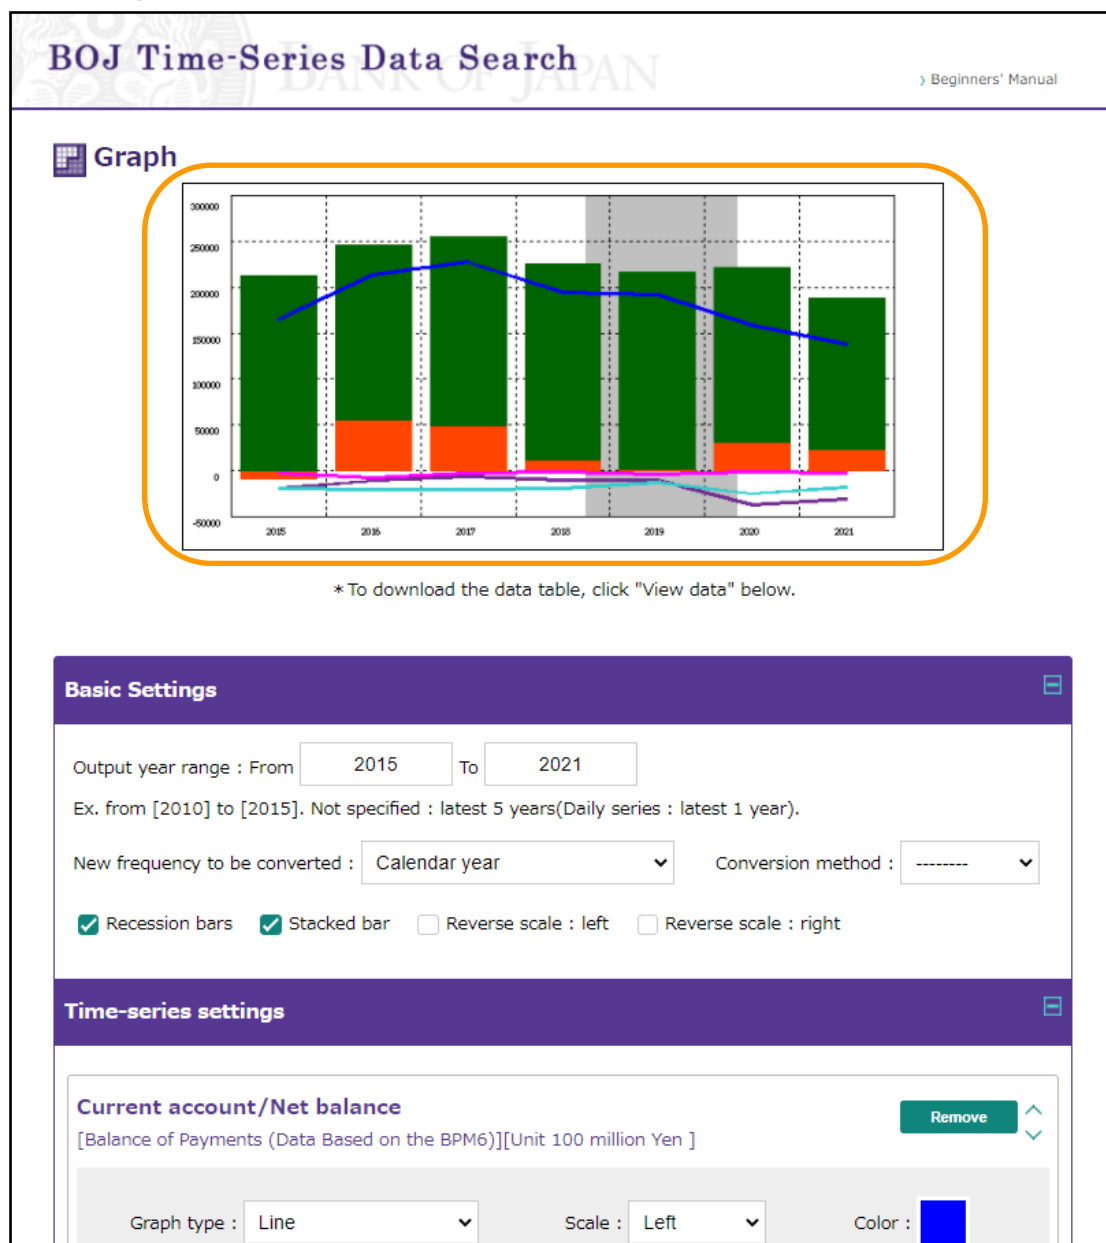 BOJ Time-Series Data Search
BANK OF JAPAN
Beginners' Manual
Graph
300000
250000
200000
150000
100000
50000
0
-50000
2015 2016 2017 2018 2019 2020 2021
* To download the data table, click "View data" below.
Basic Settings
Output year range : From 2015 To 2021
Ex. from [2010] to [2015]. Not specified : latest 5 years(Daily series : latest 1 year).
New frequency to be converted : Calendar year Conversion method : --------
Recession bars Stacked bar Reverse scale : left Reverse scale : right
Time-series settings
Current account/Net balance
Remove
[Balance of Payments (Data Based on the BPM6)][Unit 100 million Yen ]
Graph type : Line Scale : Left Color :